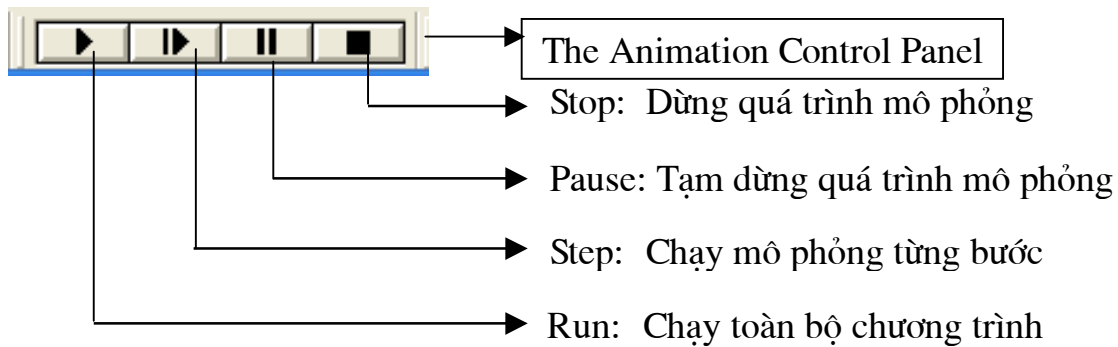 The Animation Control Panel
Stop: Dừng quá trình mô phỏng
Pause: Tạm dừng quá trình mô phỏng
Step: Chạy mô phỏng từng bước
Run: Chạy toàn bộ chương trình